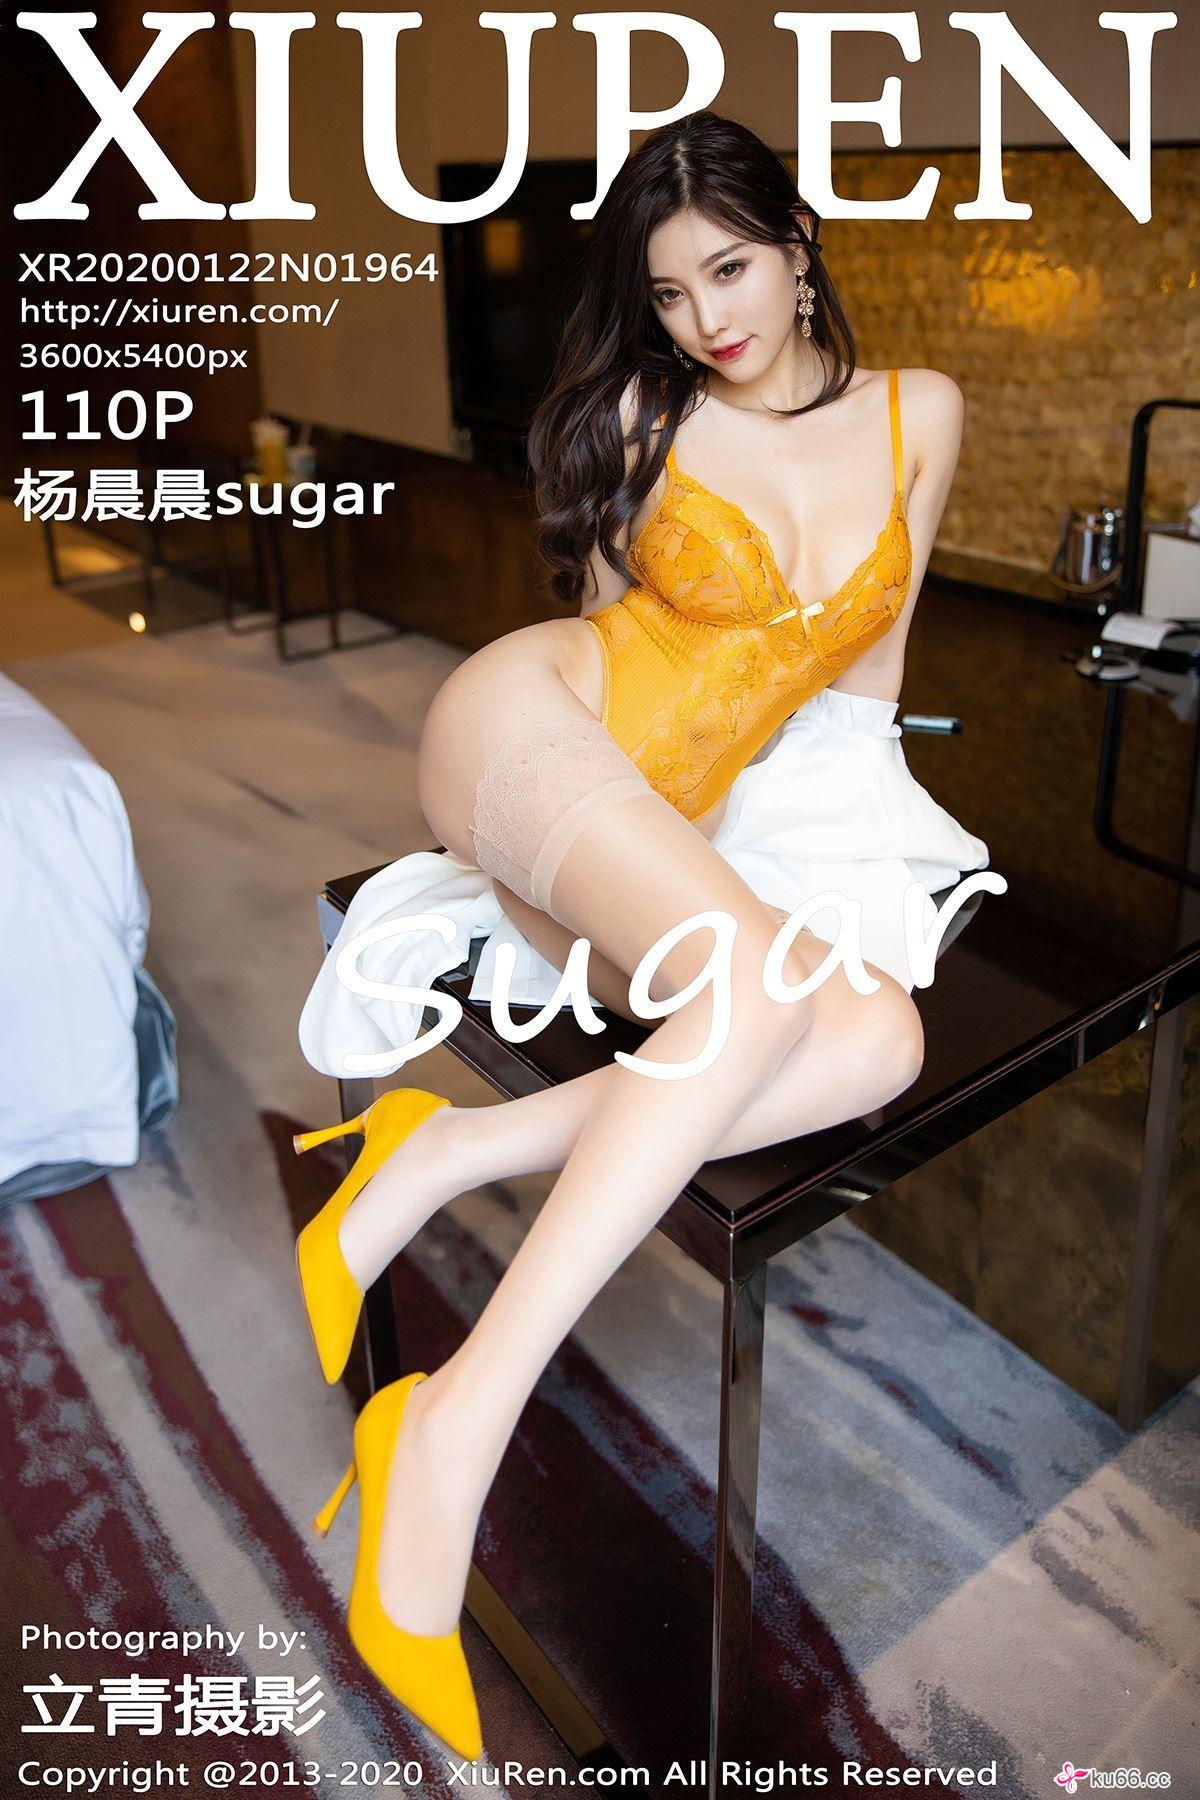 XIUREN
XR20200122N01964
http://xiuren.com/
3600x5400px
110P
杨晨晨sugar
sugar
Photography by:
立青摄影
Copyright @2013-2020 XiuRen.com All Rights Reserved
ku66.cc